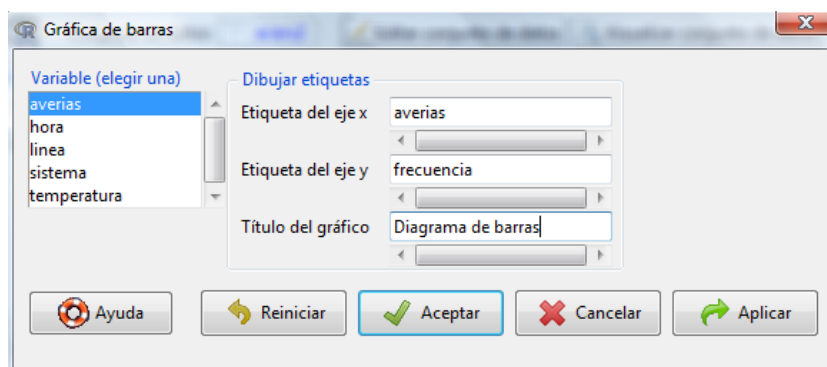 Gráfica de barras
Variable (elegir una)
averias
hora
linea
sistema
temperatura
Dibujar etiquetas
Etiqueta del eje x averias
Etiqueta del eje y frecuencia
Título del gráfico Diagrama de barras
Ayuda Reiniciar Aceptar Cancelar Aplicar